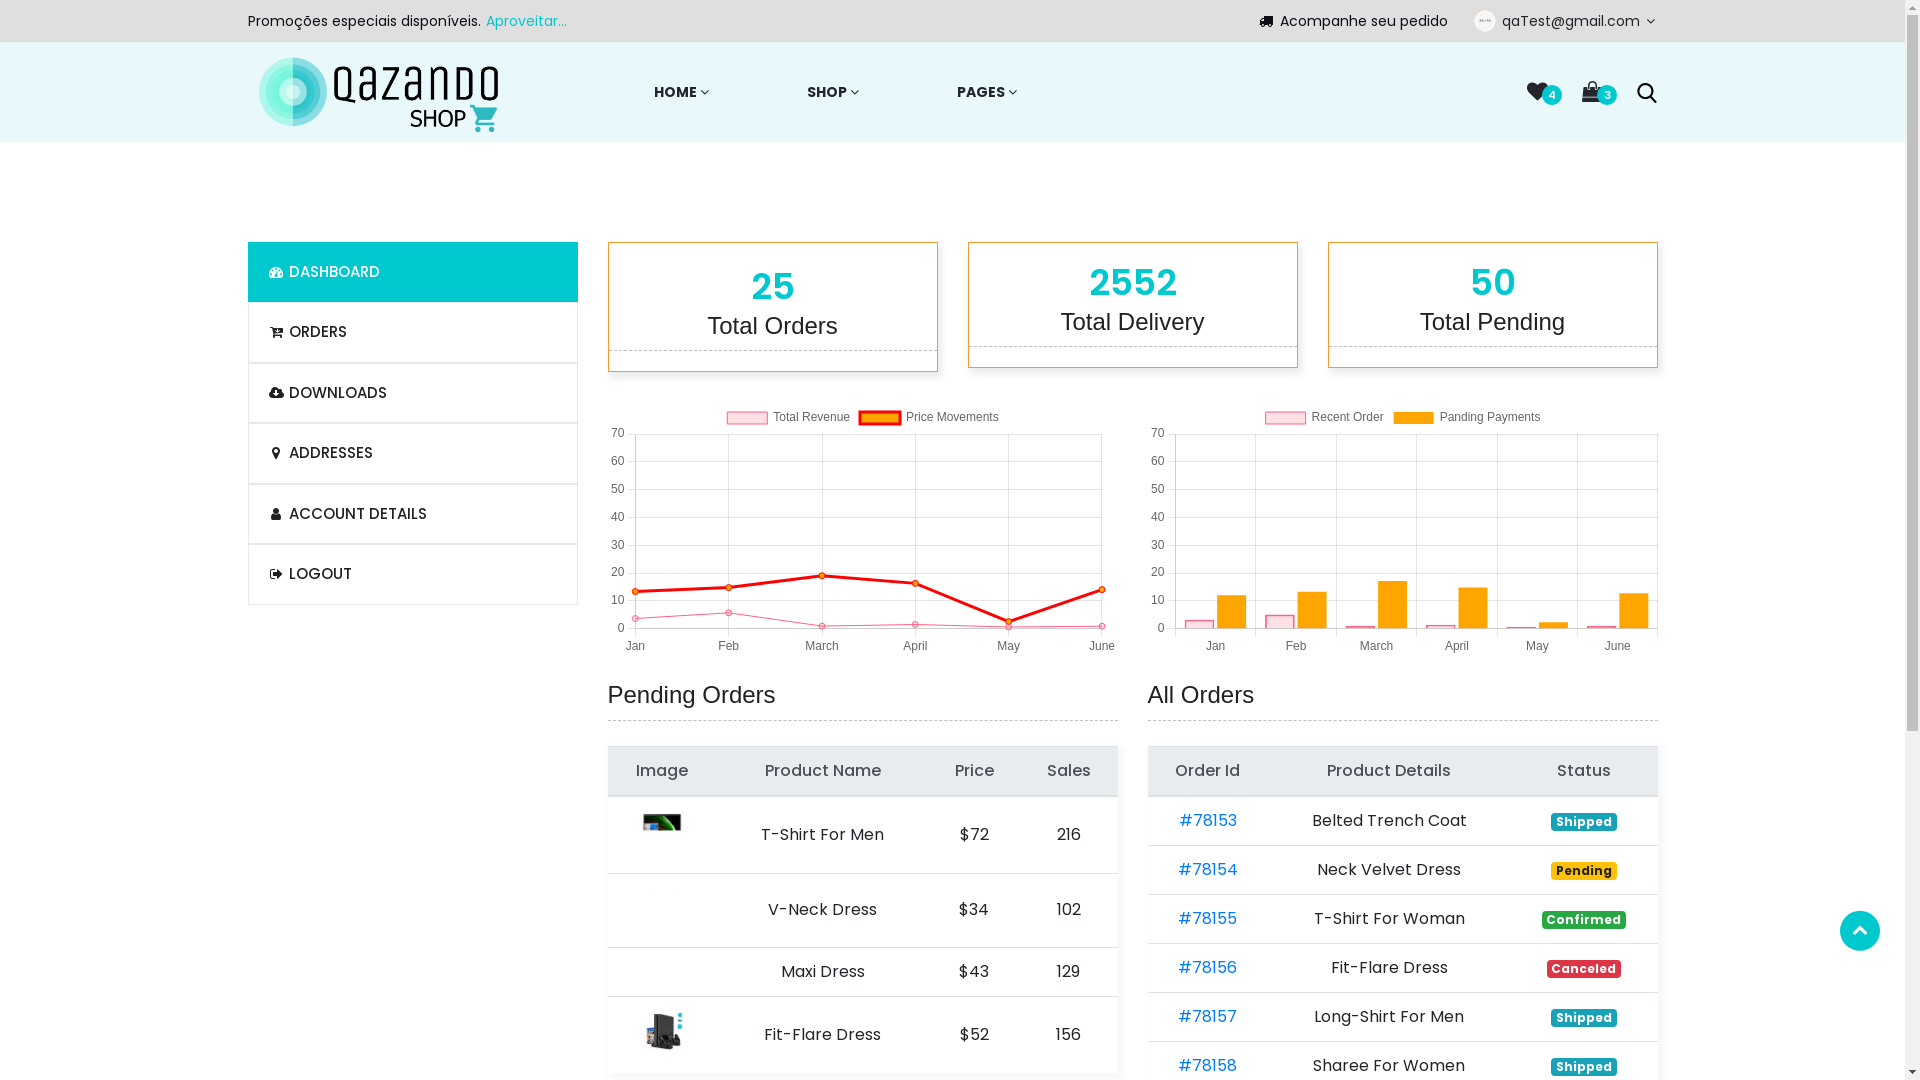 Promoções especiais disponíveis. Aproveitar...
Acompanhe seu pedido
qaTest@gmail.com
QAZANDO
SHOP
HOME
SHOP
PAGES
4
3
DASHBOARD
ORDERS
DOWNLOADS
ADDRESSES
ACCOUNT DETAILS
LOGOUT
25
Total Orders
2552
Total Delivery
50
Total Pending
Total Revenue
Price Movements
70
60
50
40
30
20
10
0
Jan Feb March April May June
Recent Order
Panding Payments
70
60
50
40
30
20
10
0
Jan Feb March April May June
Pending Orders
Image Product Name Price Sales
T-Shirt For Men $72 216
V-Neck Dress $34 102
Maxi Dress $43 129
Fit-Flare Dress $52 156
All Orders
Order Id Product Details Status
#78153 Belted Trench Coat Shipped
#78154 Neck Velvet Dress Pending
#78155 T-Shirt For Woman Confirmed
#78156 Fit-Flare Dress Canceled
#78157 Long-Shirt For Men Shipped
#78158 Sharee For Women Shipped